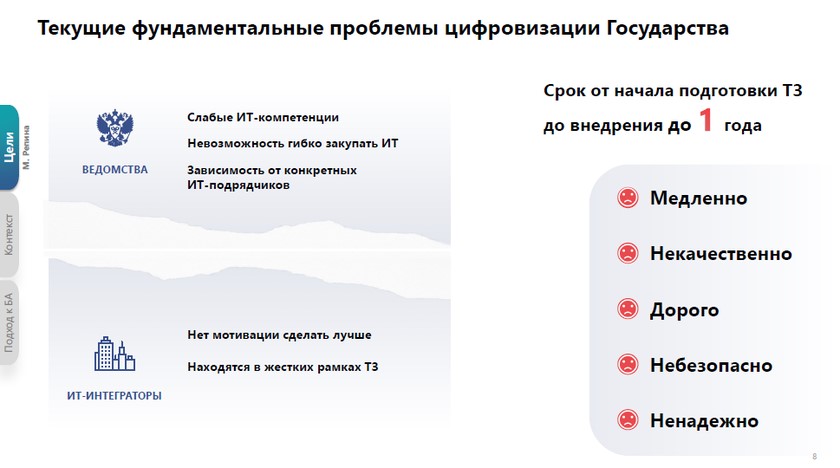 Текущие фундаментальные проблемы цифровизации Государства
Цели
М. Репина
Контекст
Подход к БА
ВЕДОМСТВА
Слабые ИТ-компетенции
Невозможность гибко закупать ИТ
Зависимость от конкретных
ИТ-подрядчиков
ИТ-ИНТЕГРАТОРЫ
Нет мотивации сделать лучше
Находятся в жестких рамках ТЗ
Срок от начала подготовки ТЗ
до внедрения до 1 года
Медленно
Некачественно
Дорого
Небезопасно
Ненадежно
8